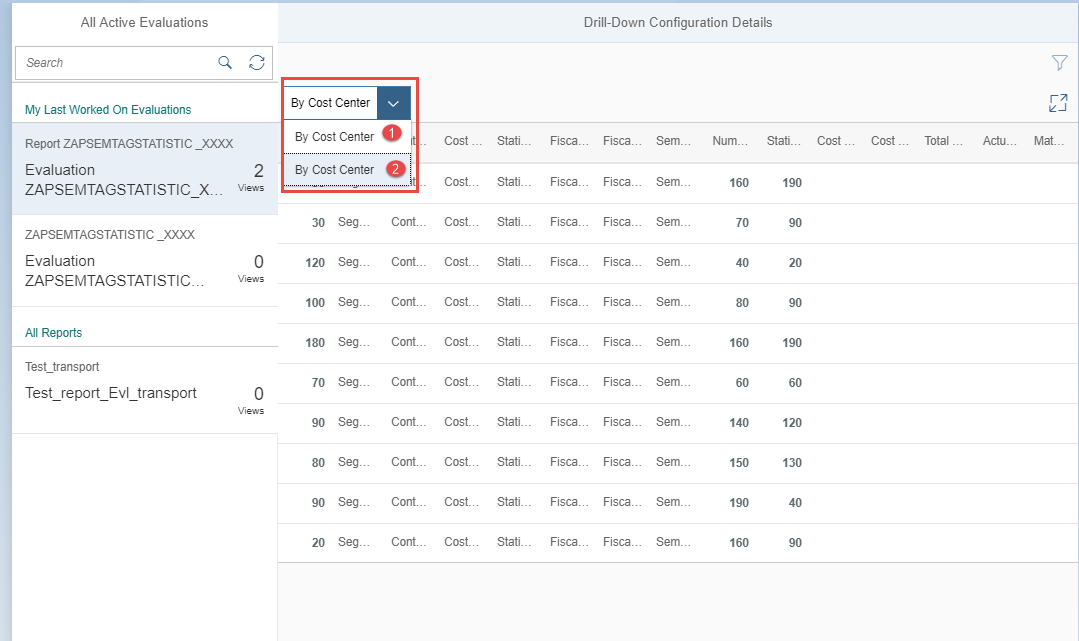 All Active Evaluations
Drill-Down Configuration Details
Search
My Last Worked On Evaluations
Report ZAPSEMTAGSTATISTIC _XXXX
Evaluation
ZAPSEMTAGSTATISTIC_X...
2
Views
ZAPSEMTAGSTATISTIC _XXXX
Evaluation
ZAPSEMTAGSTATISTIC...
0
Views
All Reports
Test_transport
Test_report_Evl_transport
0
Views
By Cost Center
By Cost Center 1
By Cost Center 2
Cost ... Stati... Fisca... Fisca... Sem... Num... Stati... Cost ... Cost ... Total ... Actu... Mat...
Cost... Stati... Fisca... Fisca... Sem... 160 190
30 Seg... Cont... Cost... Stati... Fisca... Fisca... Sem... 70 90
120 Seg... Cont... Cost... Stati... Fisca... Fisca... Sem... 40 20
100 Seg... Cont... Cost... Stati... Fisca... Fisca... Sem... 80 90
180 Seg... Cont... Cost... Stati... Fisca... Fisca... Sem... 160 190
70 Seg... Cont... Cost... Stati... Fisca... Fisca... Sem... 60 60
90 Seg... Cont... Cost... Stati... Fisca... Fisca... Sem... 140 120
80 Seg... Cont... Cost... Stati... Fisca... Fisca... Sem... 150 130
90 Seg... Cont... Cost... Stati... Fisca... Fisca... Sem... 190 40
20 Seg... Cont... Cost... Stati... Fisca... Fisca... Sem... 160 90